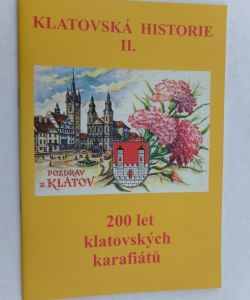 KLATOVSKÁ HISTORIE
II.
POZDRAV
z KLATOV
200 let
klatovských
karafiátů